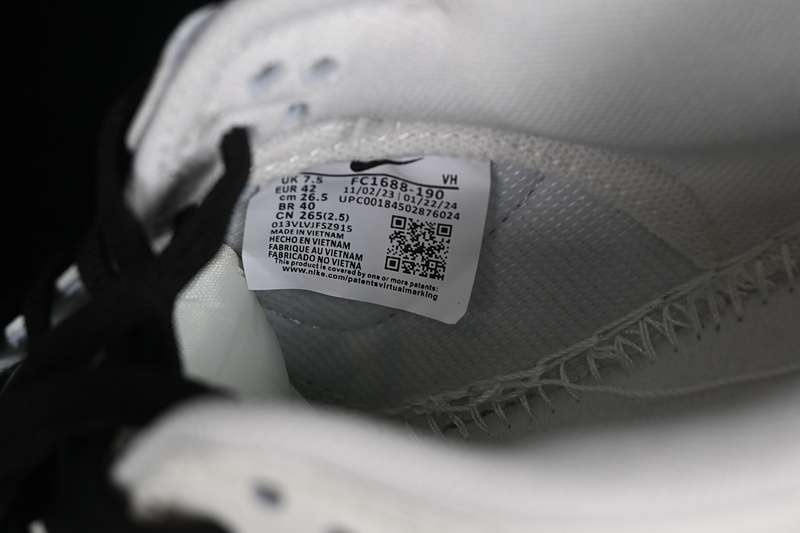 UK 7.5 FC1688-190 VH
EUR 42 11/02/23 | 01/22/24
cm 26.5 UPC00184502876024
BR 40
CN 265(2.5)
013VLVJFSZ915
MADE IN VIETNAM
HECHO EN VIETNAM
FABRIQUE AU VIETNAM
FABRICADO NO VIETNA
This product is covered by one or more patents:
www.nike.com/patentsvirtualmarking